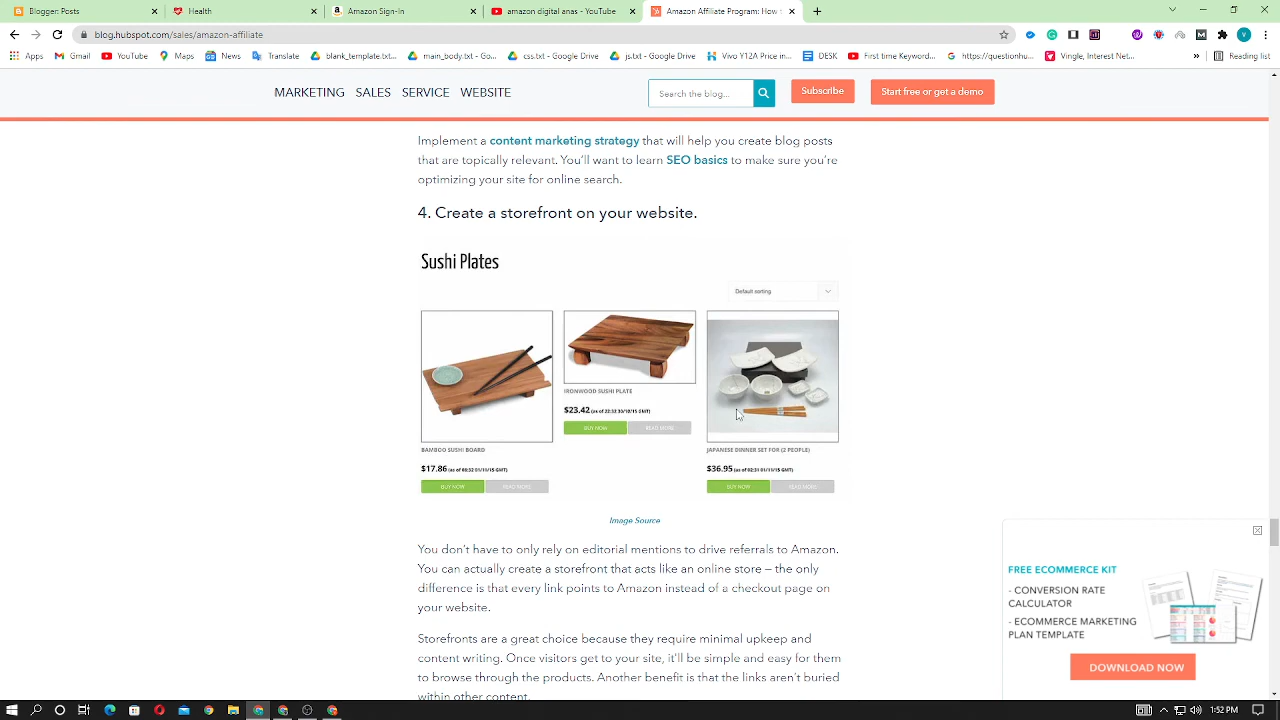 Blogger: Posts
Health
Amazon Sign-In
amazon digital anas - YouTube
Amazon Affiliate Program: How t
blog.hubspot.com/sales/amazon-affiliate
Apps
Gmail
YouTube
Maps
News
Translate
blank_template.txt...
main_body.txt - Go...
css.txt - Google Drive
js.txt - Google Drive
Vivo Y12A Price in...
DESK
First time Keyword...
https://questionhu...
Vingle, Interest Net...
»
Reading list
MARKETING SALES SERVICE WEBSITE
Search the blog...
Subscribe
Start free or get a demo
Implement a content marketing strategy that will help you create blog posts
that are topically relevant. You'll want to learn SEO basics to make sure you're
optimizing your site for online search.
4. Create a storefront on your website.
Sushi Plates
Default sorting
IRONWOOD SUSHI PLATE
$23.42
BUY NOW
READ MORE
BAMBOO SUSHI BOARD
$17.86
BUY NOW
READ MORE
JAPANESE DINNER SET FOR (2 PEOPLE)
$36.95
BUY NOW
READ MORE
Image Source
You don't have to only rely on editorial mentions to drive referrals to Amazon.
You can actually create a storefront that acts like an online store – the only
difference is that every link points to Amazon instead of a checkout page on
your website.
Storefronts are a great choice because they require minimal upkeep and
content writing. Once visitors get to your site, it'll be simple and easy for them
to look through the products. Another benefit is that the links aren't buried
within other content.
FREE ECOMMERCE KIT
- CONVERSION RATE
CALCULATOR
- ECOMMERCE MARKETING
PLAN TEMPLATE
DOWNLOAD NOW
1:52 PM